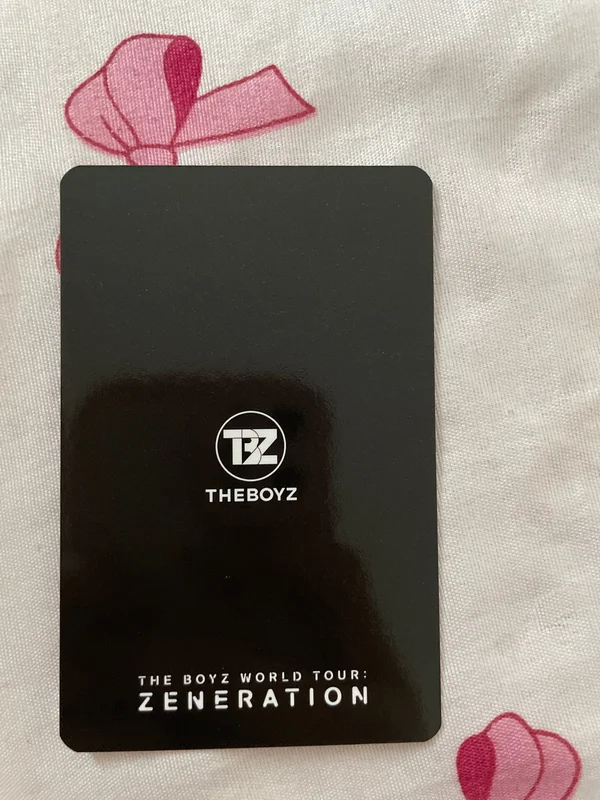 TBZ
THEBOYZ
THE BOYZ WORLD TOUR:
ZENERATION